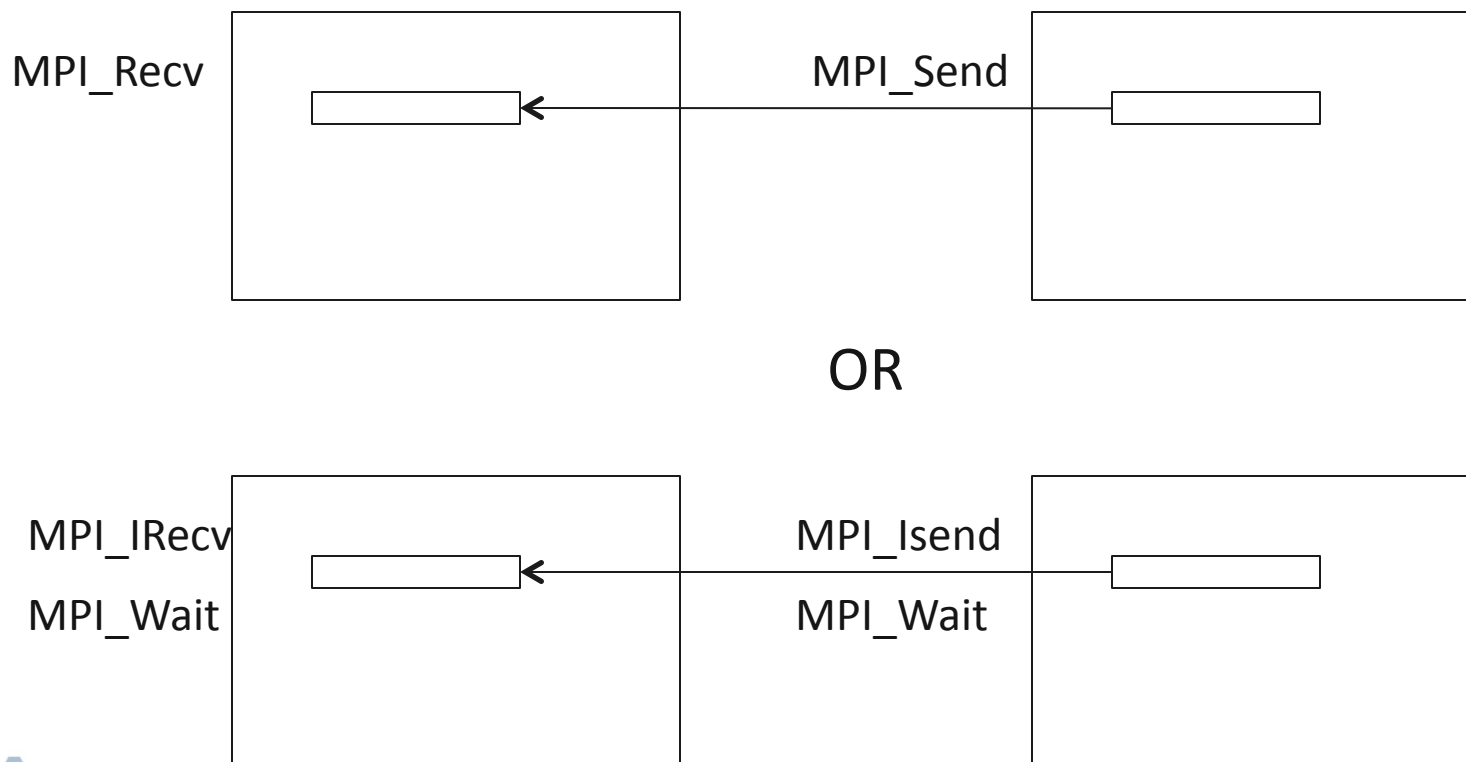 MPI_Recv
MPI_Send
OR
MPI_IRecv
MPI_Isend
MPI_Wait
MPI_Wait